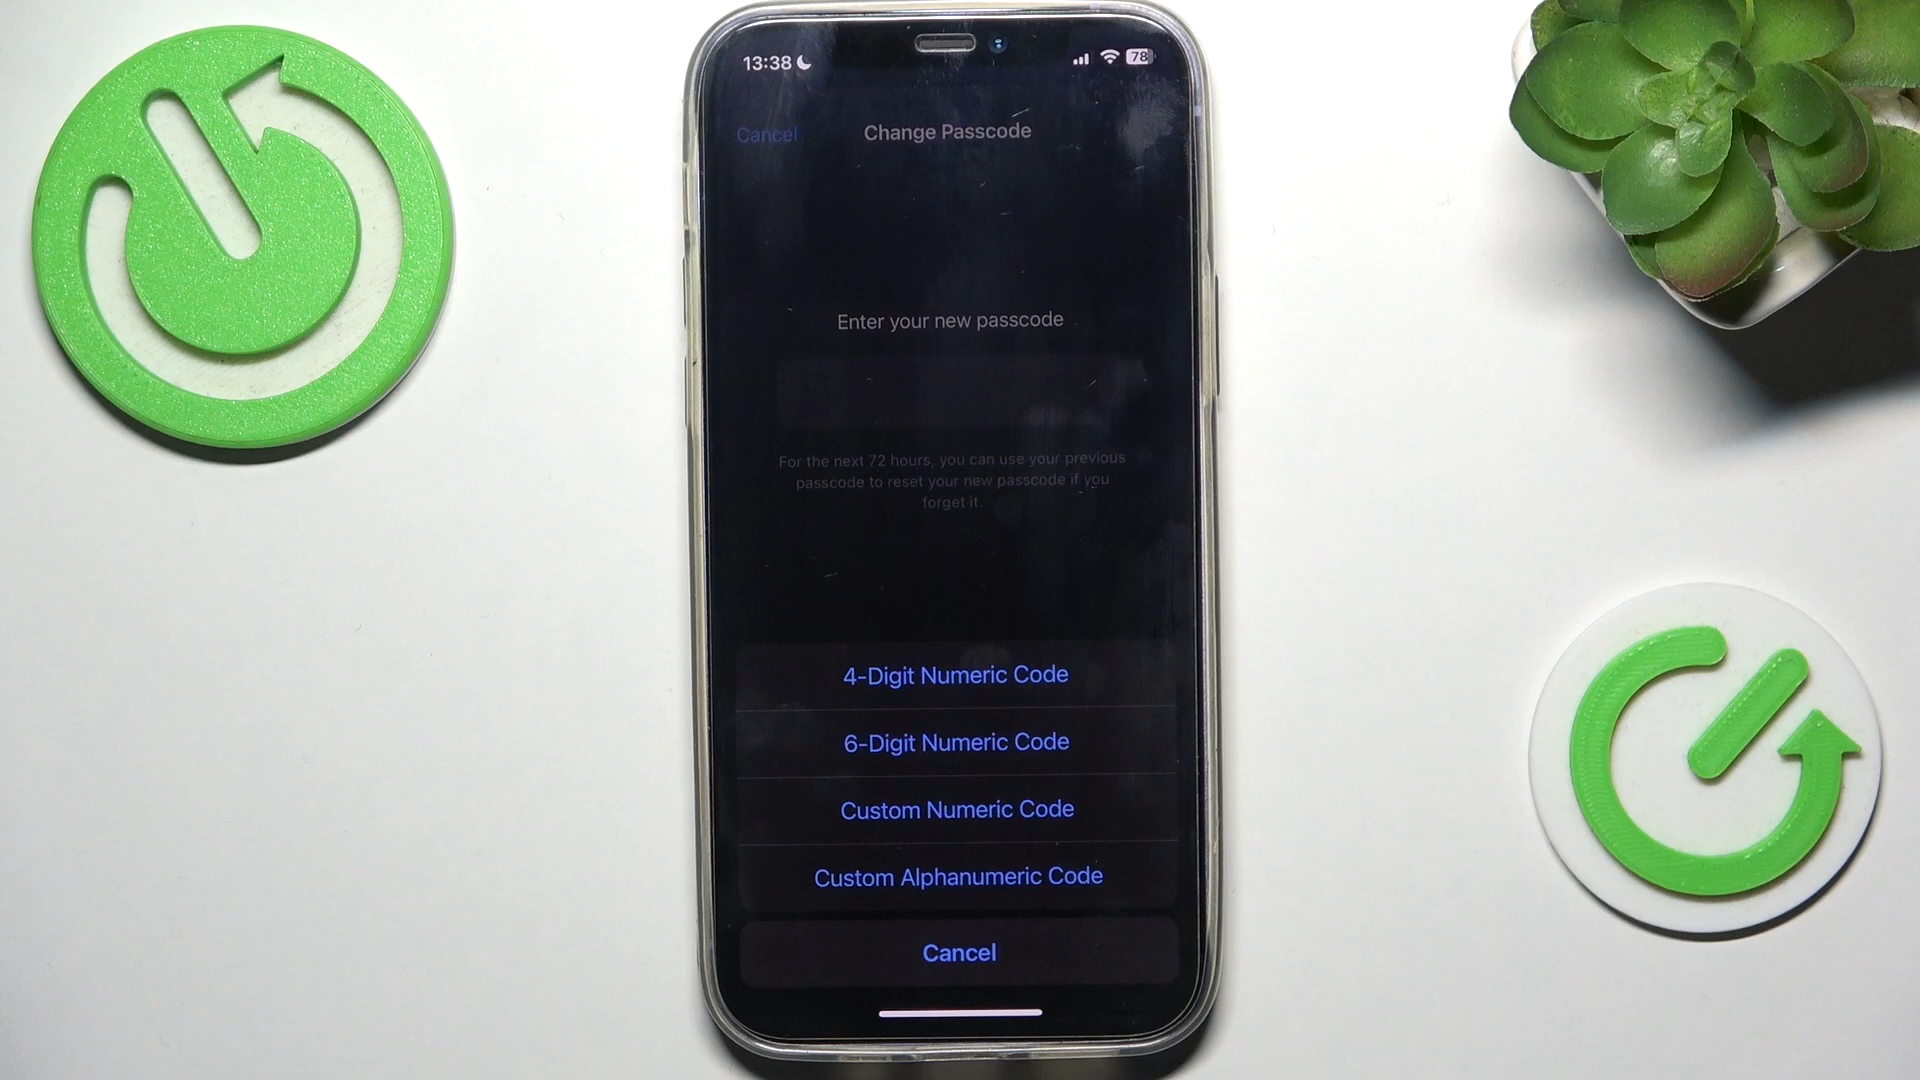 13:38
78
Cancel
Change Passcode
Enter your new passcode
For the next 72 hours, you can use your previous
passcode to reset your new passcode if you
forget it.
4-Digit Numeric Code
6-Digit Numeric Code
Custom Numeric Code
Custom Alphanumeric Code
Cancel